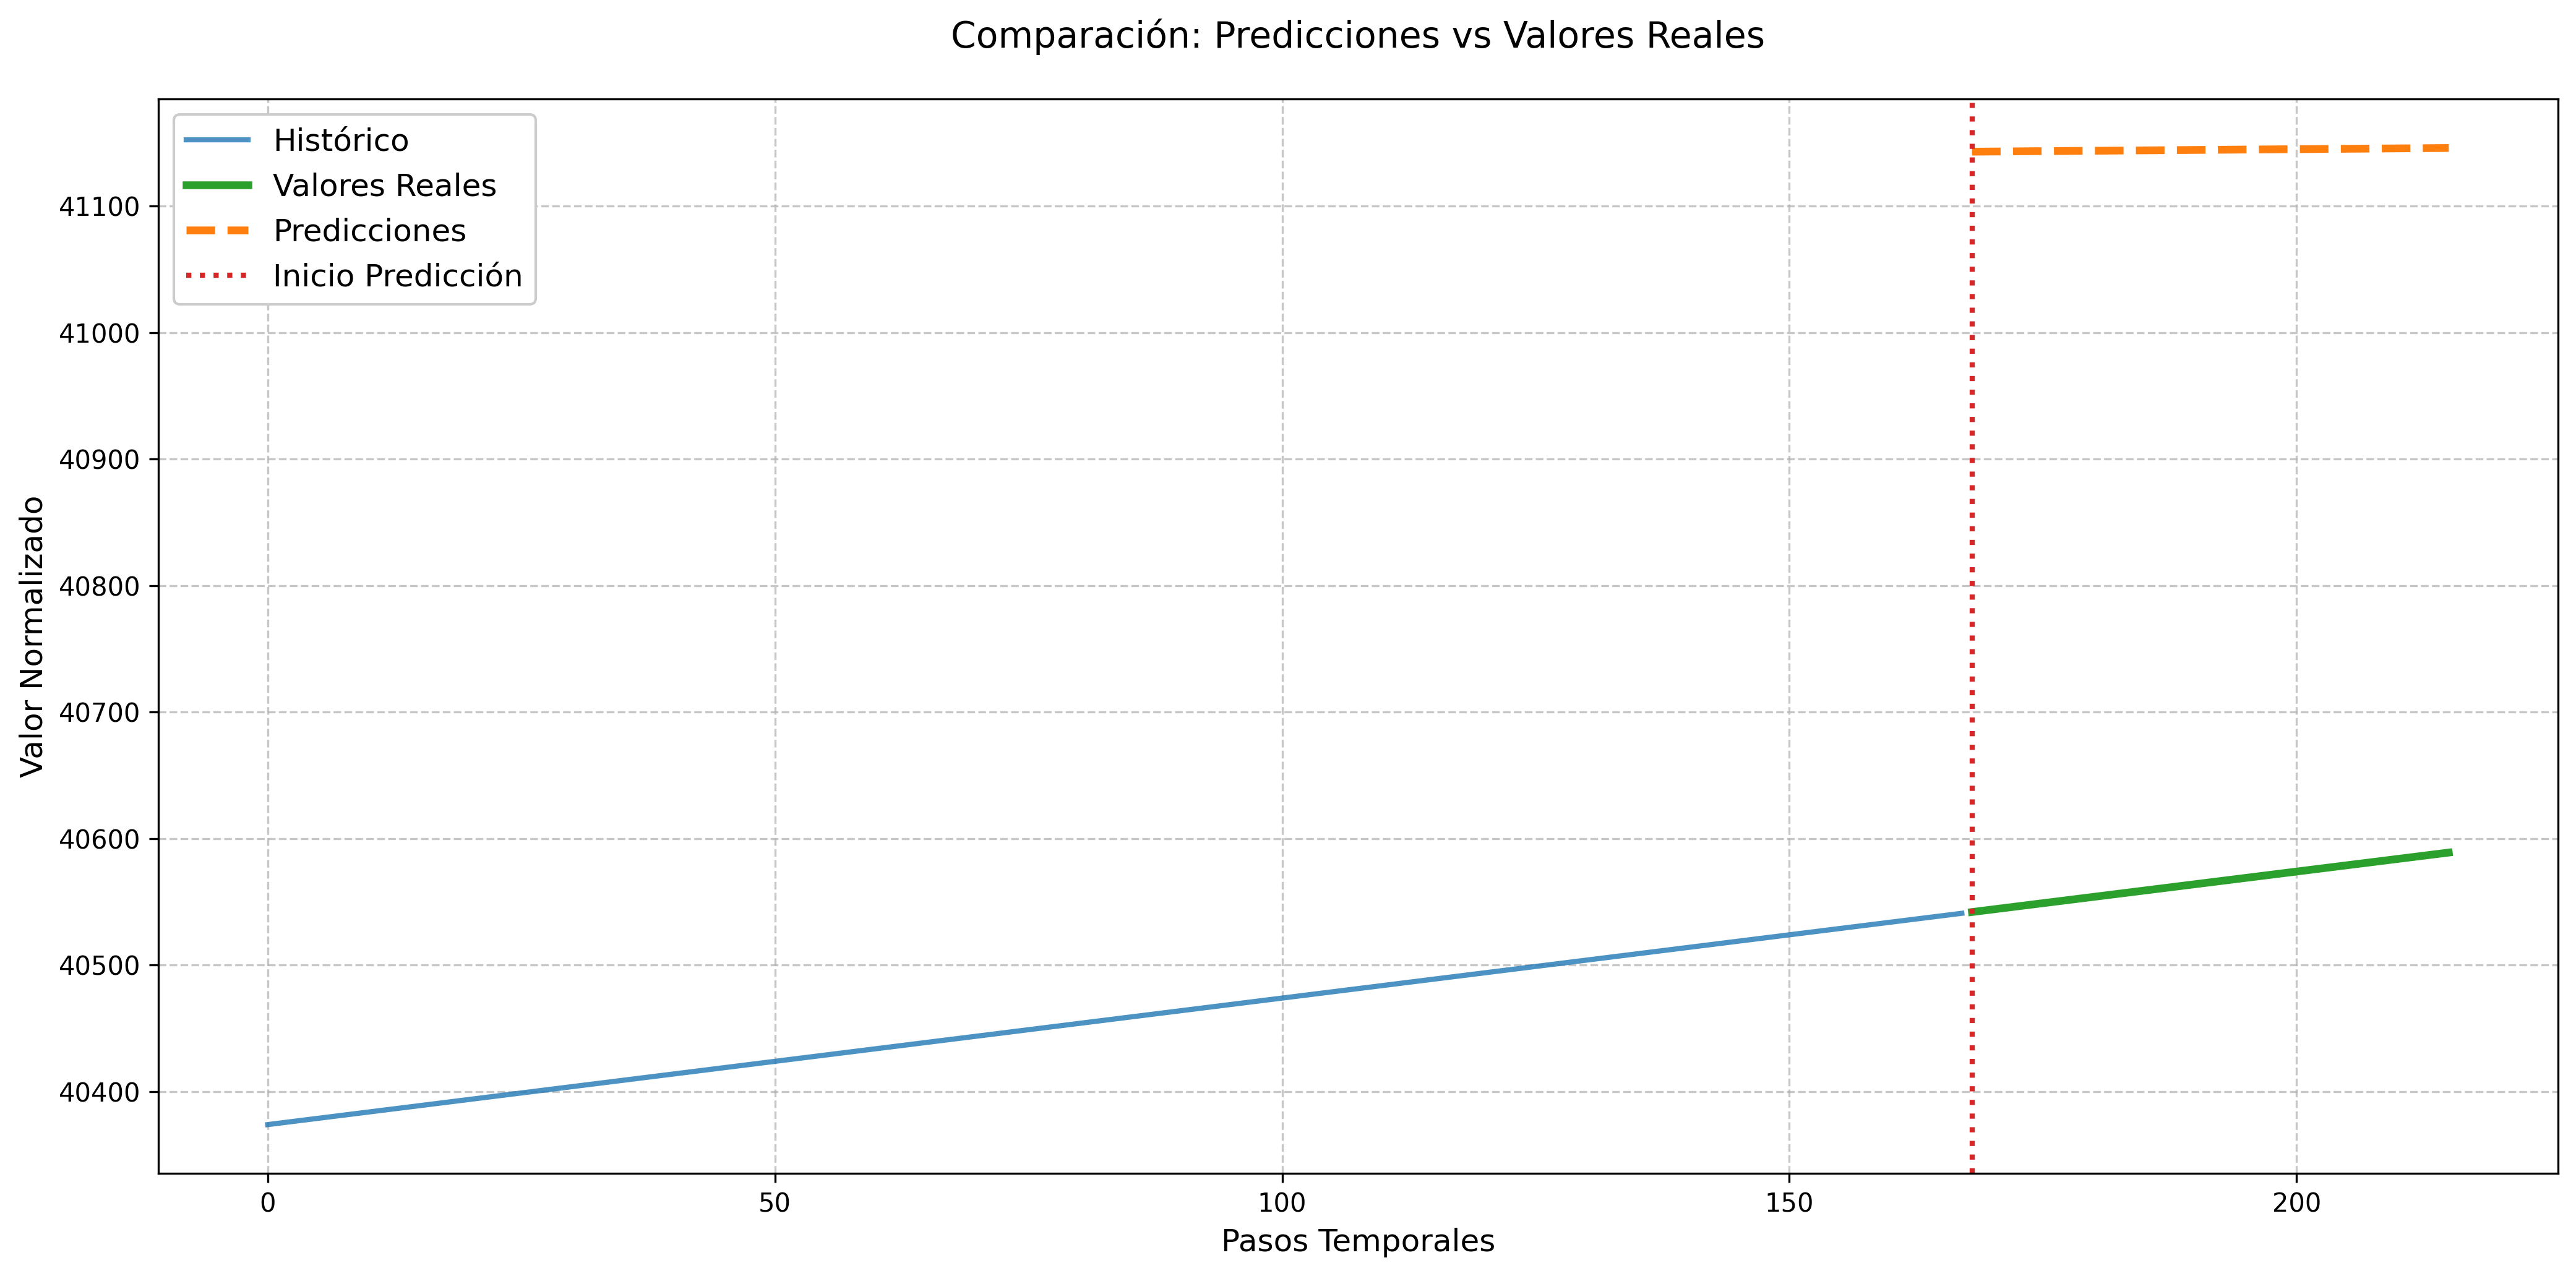 Comparación: Predicciones vs Valores Reales
Histórico
Valores Reales
Predicciones
Inicio Predicción
41100
41000
40900
40800
40700
40600
40500
40400
Valor Normalizado
0 50 100 150 200
Pasos Temporales